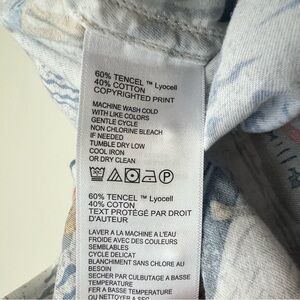 60% TENCEL ™ Lyocell
40% COTTON
COPYRIGHTED PRINT
MACHINE WASH COLD
WITH LIKE COLORS
GENTLE CYCLE
NON CHLORINE BLEACH
IF NEEDED
TUMBLE DRY LOW
COOL IRON
OR DRY CLEAN
60% TENCEL ™ Lyocell
40% COTON
TEXT PROTÉGÉ PAR DROIT
D'AUTEUR
LAVER A LA MACHINE A L'EAU
FROIDE AVEC DES COULEURS
SEMBLABLES
CYCLE DELICAT
BLANCHIMENT SANS CHLORE AU
BESOIN
SECHER PAR CULBUTAGE A BASSE
TEMPERATURE
FER A BASSE TEMPERATURE
OU NETTOYER A SEC